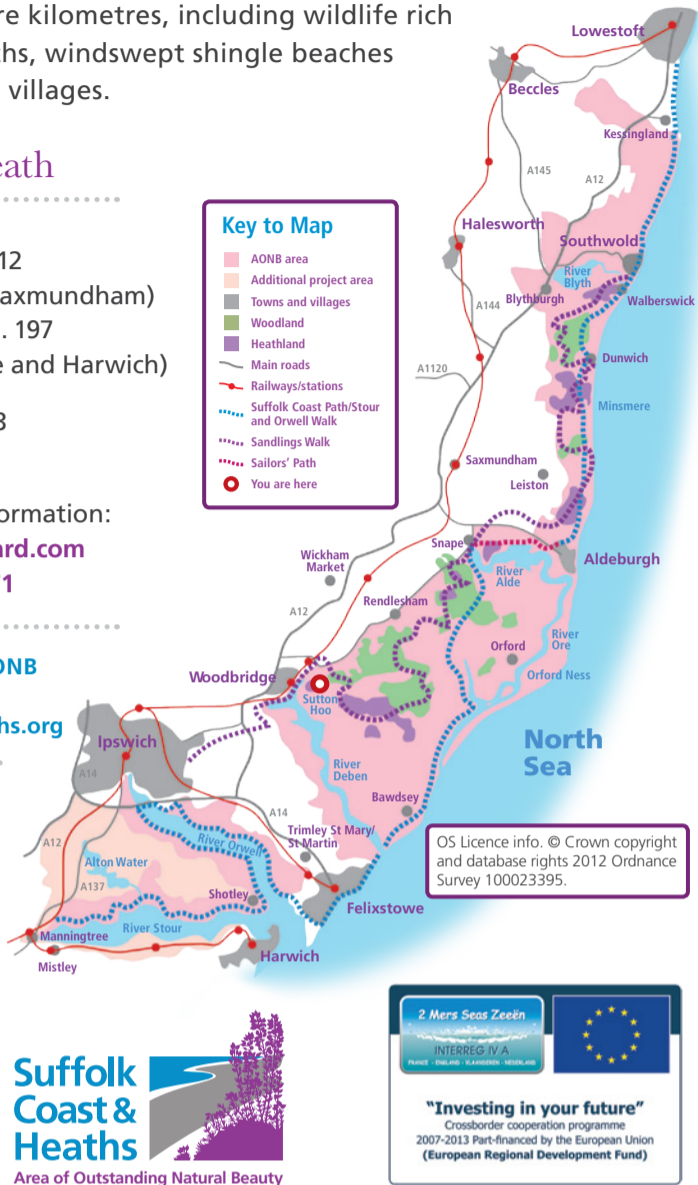 re kilometres, including wildlife rich
ths, windswept shingle beaches
villages.
eath
12
axmundham)
. 197
e and Harwich)
3
ormation:
ard.com
1
ONB
hs.org
Key to Map
AONB area
Additional project area
Towns and villages
Woodland
Heathland
Main roads
Railways/stations
Suffolk Coast Path/Stour
and Orwell Walk
Sandlings Walk
Sailors' Path
You are here
Lowestoft
Beccles
Kessingland
A145
A12
Halesworth
Southwold
River
Blyth
Blythburgh
Walberswick
A144
Dunwich
A1120
Minsmere
Saxmundham
Leiston
Snape
Aldeburgh
Wickham
Market
River
Alde
Rendlesham
A12
River
Ore
Orford
Woodbridge
Orford Ness
Sutton
Hoo
Ipswich
North
Sea
River
Deben
A14
Bawdsey
A14
Trimley St Mary/
St Martin
A12
River Orwell
Alton Water
A137
Shotley
Felixstowe
River Stour
Manningtree
Harwich
Mistley
OS Licence info. © Crown copyright
and database rights 2012 Ordnance
Survey 100023395.
Suffolk
Coast &
Heaths
Area of Outstanding Natural Beauty
2 Mers Seas Zeeën
INTERREG IV A
FRANCE - ENGLAND - VLAANDEREN - NEDERLAND
"Investing in your future"
Crossborder cooperation programme
2007-2013 Part-financed by the European Union
(European Regional Development Fund)